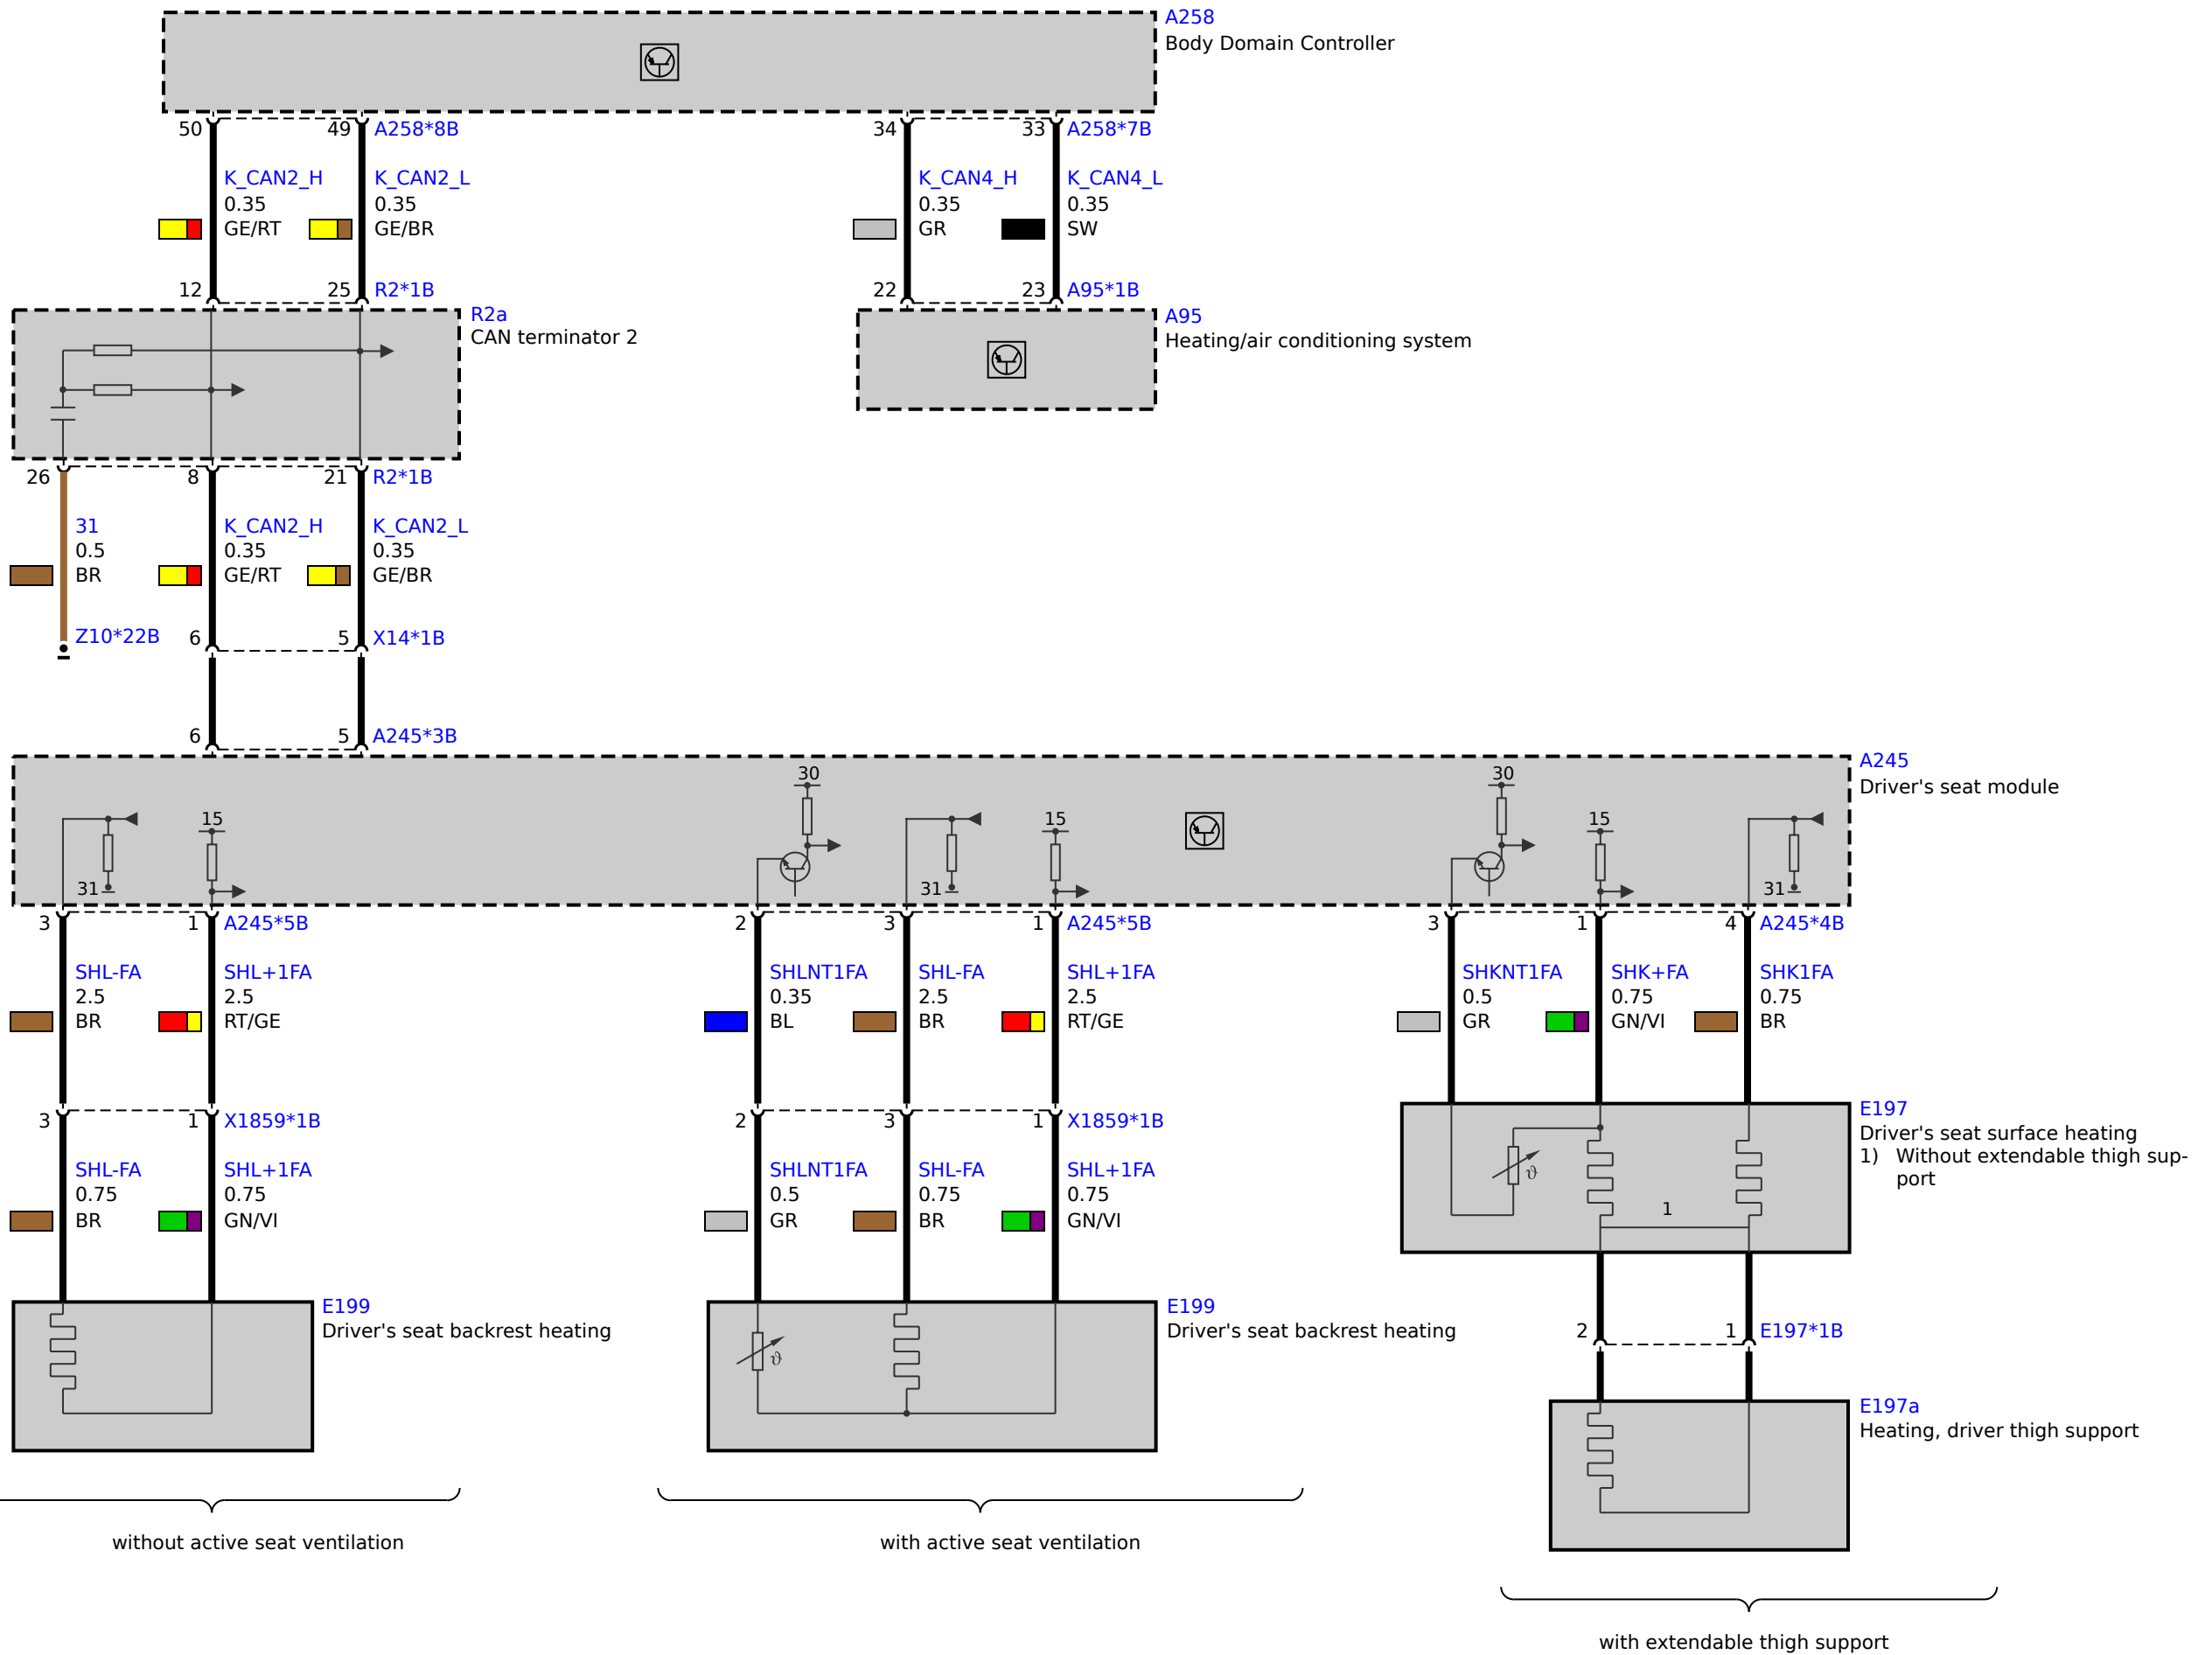 A258
Body Domain Controller
50 49 A258*8B 34 33 A258*7B
K_CAN2_H K_CAN2_L K_CAN4_H K_CAN4_L
0.35 0.35 0.35 0.35
GE/RT GE/BR GR SW
12 25 R2*1B 22 23 A95*1B
R2a
CAN terminator 2
A95
Heating/air conditioning system
26 8 21 R2*1B
31 K_CAN2_H K_CAN2_L
0.5 0.35 0.35
BR GE/RT GE/BR
Z10*22B 6 5 X14*1B
6 5 A245*3B
A245
Driver's seat module
30 30
15 15 15
31 31 31
3 1 A245*5B 2 3 1 A245*5B 3 1 4 A245*4B
SHL-FA SHL+1FA SHLNT1FA SHL-FA SHL+1FA SHKNT1FA SHK+FA SHK1FA
2.5 2.5 0.35 2.5 2.5 0.5 0.75 0.75
BR RT/GE BL BR RT/GE GR GN/VI BR
3 1 X1859*1B 2 3 1 X1859*1B
E197
Driver's seat surface heating
1) Without extendable thigh sup-
port
SHL-FA SHL+1FA SHLNT1FA SHL-FA SHL+1FA
0.75 0.75 0.5 0.75 0.75
BR GN/VI GR BR GN/VI
ϑ
1
E199
Driver's seat backrest heating
E199
Driver's seat backrest heating
ϑ
2 1 E197*1B
E197a
Heating, driver thigh support
without active seat ventilation
with active seat ventilation
with extendable thigh support